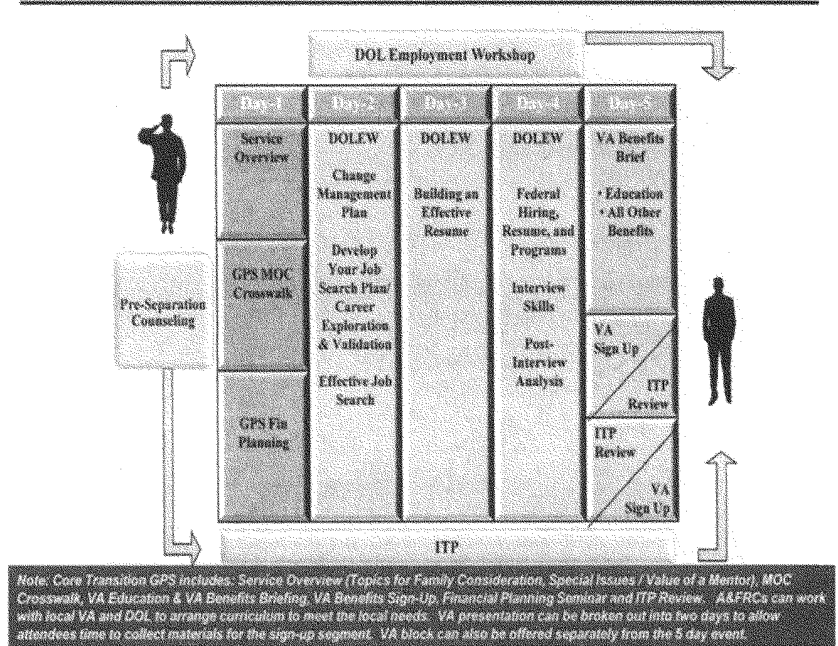 DOL Employment Workshop
Day-1
Day-2
Day-3
Day-4
Day-5
Service
Overview
GPS MOC
Crosswalk
GPS Fin
Planning
DOLEW
Change
Management
Plan
Develop
Your Job
Search Plan/
Career
Exploration
& Validation
Effective Job
Search
DOLEW
Building an
Effective
Resume
DOLEW
Federal
Hiring,
Resume, and
Programs
Interview
Skills
Post-
Interview
Analysis
VA Benefits
Brief
• Education
• All Other
Benefits
VA
Sign Up
ITP
Review
ITP
Review
VA
Sign Up
Pre-Separation
Counseling
ITP
Note: Core Transition GPS includes: Service Overview (Topics for Family Consideration, Special Issues / Value of a Mentor), MOC
Crosswalk, VA Education & VA Benefits Briefing, VA Benefits Sign-Up, Financial Planning Seminar and ITP Review. A&FRCs can work
with local VA and DOL to arrange curriculum to meet the local needs. VA presentation can be broken out into two days to allow
attendees time to collect materials for the sign-up segment. VA block can also be offered separately from the 5 day event.